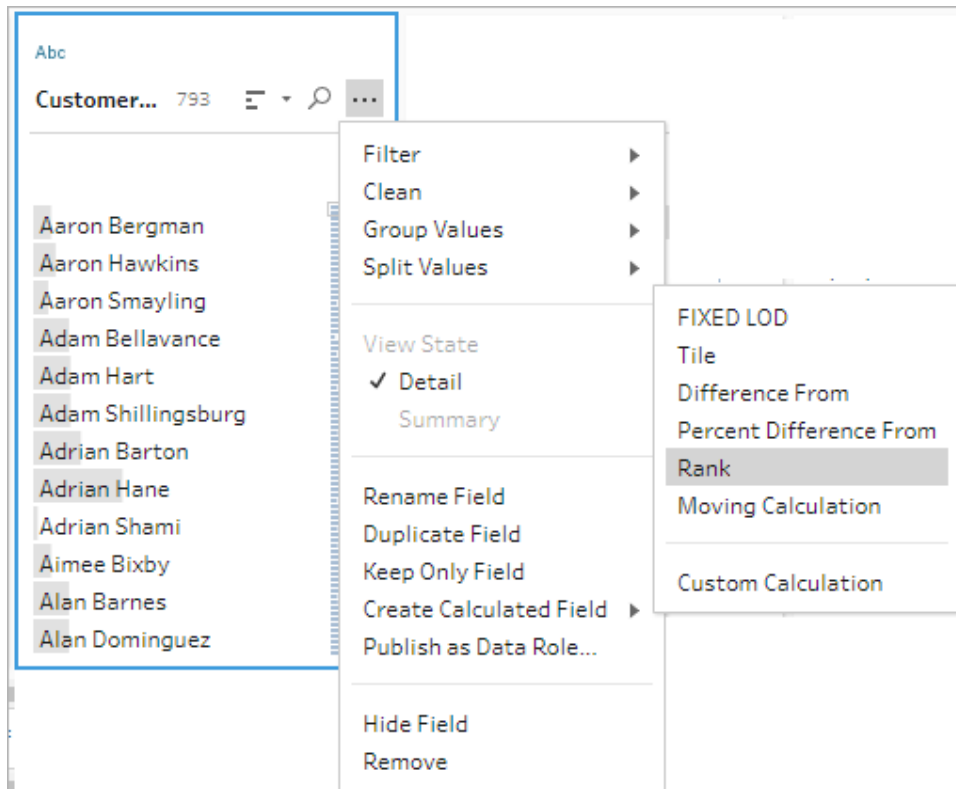 Abc
Customer... 793
Aaron Bergman
Aaron Hawkins
Aaron Smayling
Adam Bellavance
Adam Hart
Adam Shillingsburg
Adrian Barton
Adrian Hane
Adrian Shami
Aimee Bixby
Alan Barnes
Alan Dominguez
Filter
Clean
Group Values
Split Values
View State
Detail
Summary
Rename Field
Duplicate Field
Keep Only Field
Create Calculated Field
Publish as Data Role...
Hide Field
Remove
FIXED LOD
Tile
Difference From
Percent Difference From
Rank
Moving Calculation
Custom Calculation